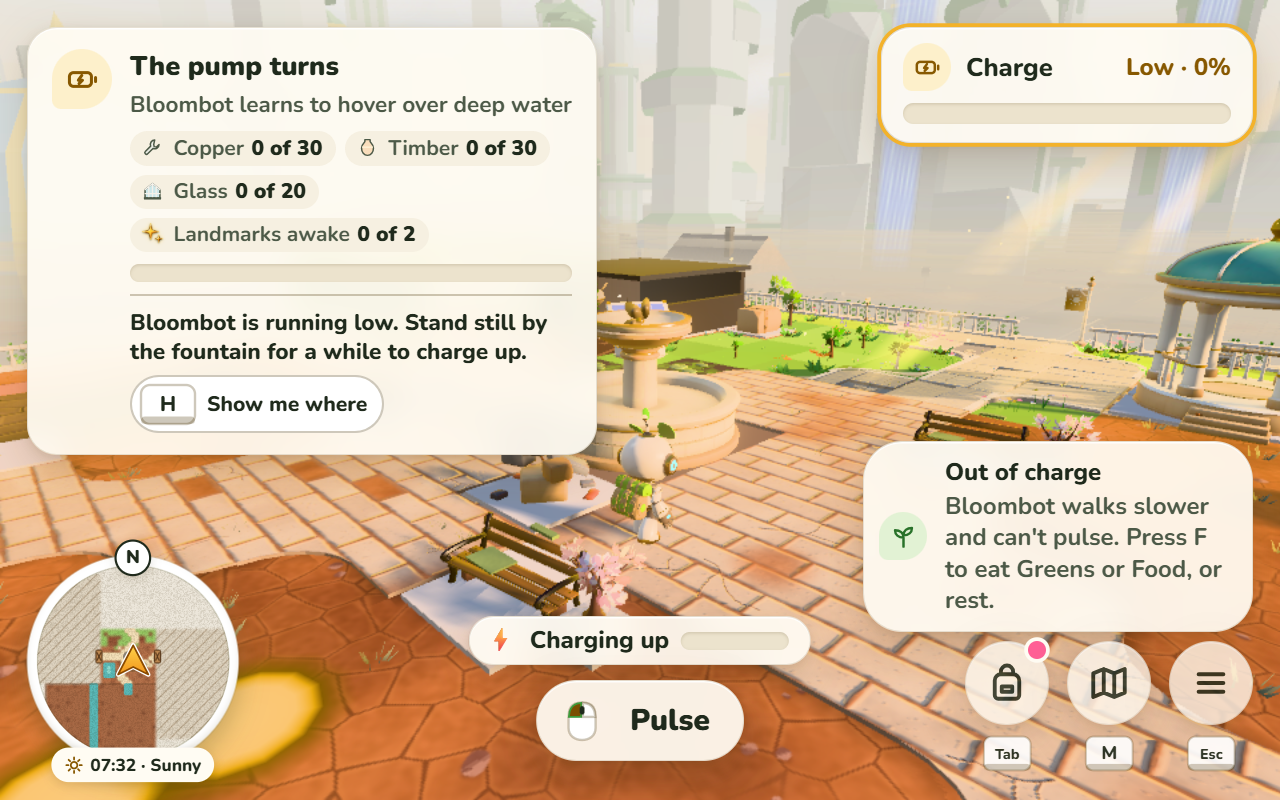 The pump turns
Bloombot learns to hover over deep water
Copper 0 of 30
Timber 0 of 30
Glass 0 of 20
Landmarks awake 0 of 2
Bloombot is running low. Stand still by
the fountain for a while to charge up.
H Show me where
Charge Low · 0%
Out of charge
Bloombot walks slower
and can't pulse. Press F
to eat Greens or Food, or
rest.
N
07:32 · Sunny
Charging up
Pulse
Tab
M
Esc